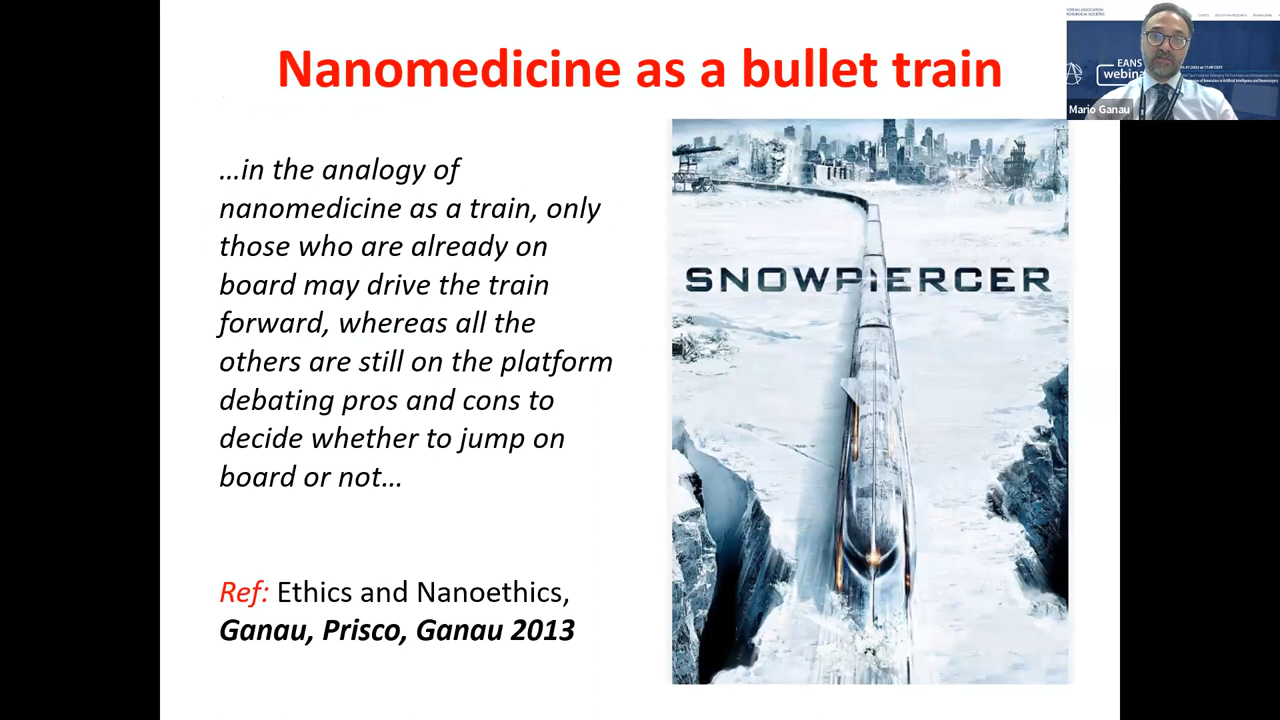 Nanomedicine as a bullet train
...in the analogy of
nanomedicine as a train, only
those who are already on
board may drive the train
forward, whereas all the
others are still on the platform
debating pros and cons to
decide whether to jump on
board or not...
Ref: Ethics and Nanoethics,
Ganau, Prisco, Ganau 2013
SNOWPIERCER
EANS
webina
Mario Ganau